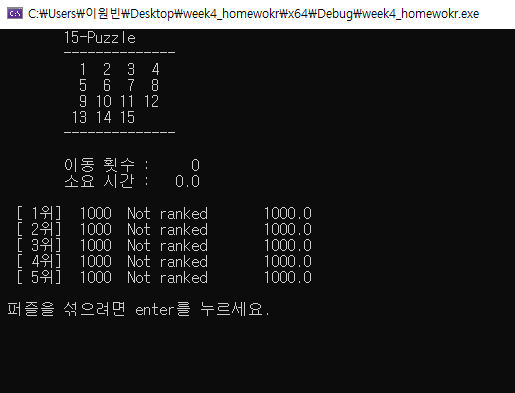 C:\Users\이원빈\Desktop\week4_homewokr\x64\Debug\week4_homewokr.exe
15-Puzzle
--------------
1 2 3 4
5 6 7 8
9 10 11 12
13 14 15
--------------
이동 횟수 : 0
소요 시간 : 0.0
[ 1위] 1000 Not ranked 1000.0
[ 2위] 1000 Not ranked 1000.0
[ 3위] 1000 Not ranked 1000.0
[ 4위] 1000 Not ranked 1000.0
[ 5위] 1000 Not ranked 1000.0
퍼즐을 섞으려면 enter를 누르세요.